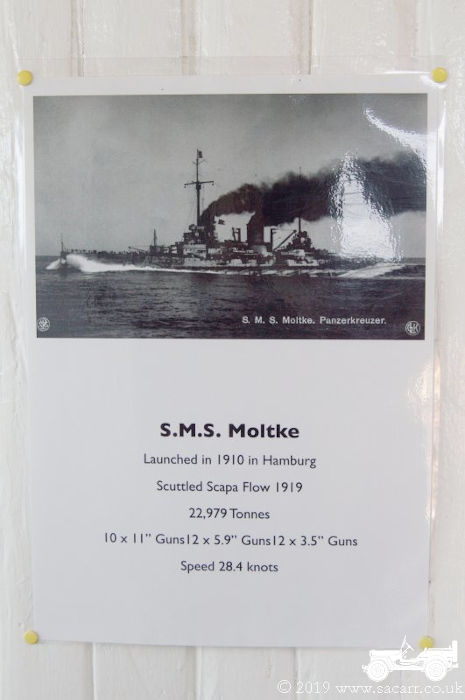 S. M. S. Moltke. Panzerkreuzer.
S.M.S. Moltke
Launched in 1910 in Hamburg
Scuttled Scapa Flow 1919
22,979 Tonnes
10 x 11" Guns12 x 5.9" Guns12 x 3.5" Guns
Speed 28.4 knots
© 2019 www.sacarr.co.uk